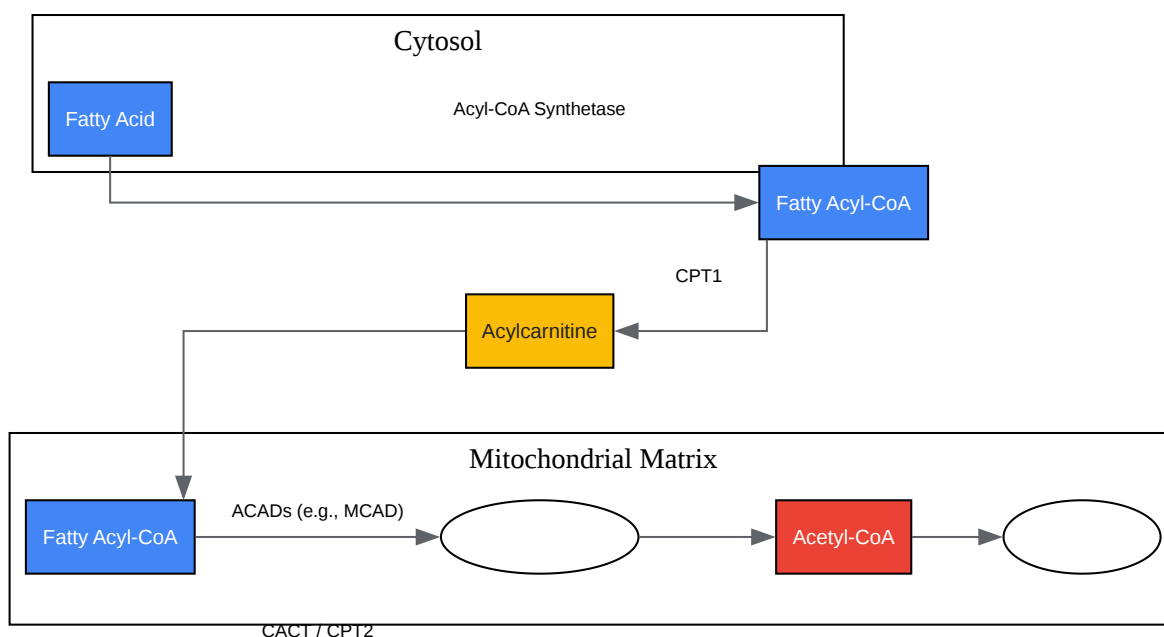 Cytosol
Fatty Acid
Acyl-CoA Synthetase
Fatty Acyl-CoA
CPT1
Acylcarnitine
Mitochondrial Matrix
ACADs (e.g., MCAD)
Fatty Acyl-CoA
Acetyl-CoA
CACT / CPT2